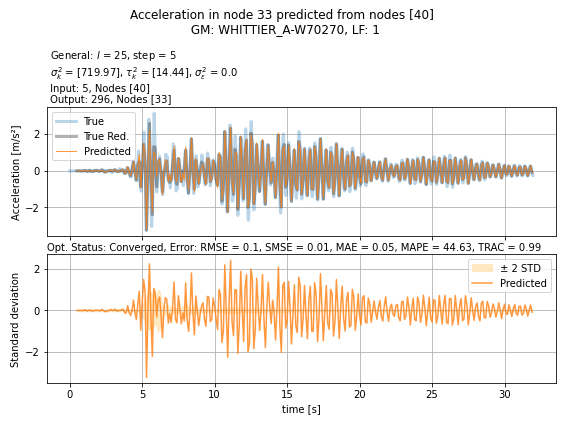 Acceleration in node 33 predicted from nodes [40]
GM: WHITTIER_A-W70270, LF: 1
General: l = 25, step = 5
σ²ₖ = [719.97], τ²ₖ = [14.44], σ²ε = 0.0
Input: 5, Nodes [40]
Output: 296, Nodes [33]
True
True Red.
Predicted
Acceleration [m/s²]
2
0
−2
Opt. Status: Converged, Error: RMSE = 0.1, SMSE = 0.01, MAE = 0.05, MAPE = 44.63, TRAC = 0.99
± 2 STD
Predicted
Standard deviation
2
0
−2
0 5 10 15 20 25 30
time [s]